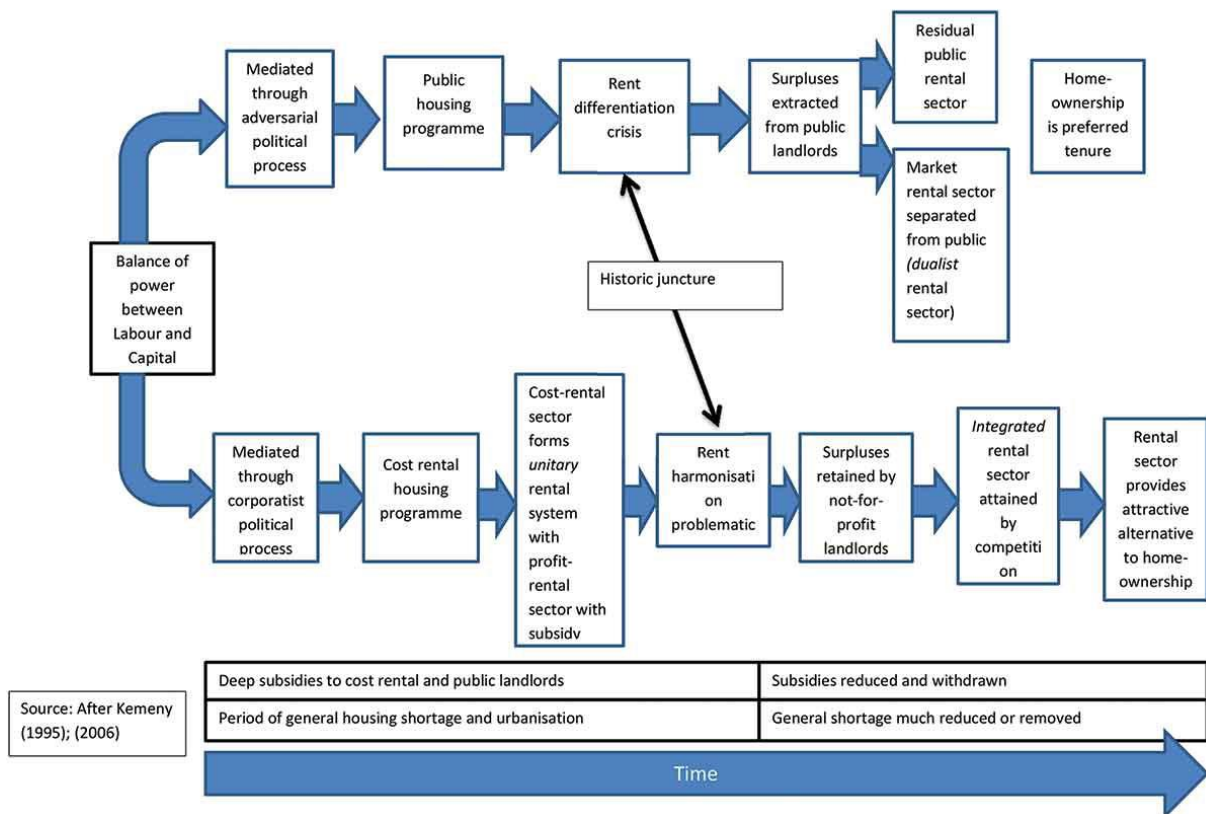 Mediated
through
adversarial
political
process
Public
housing
programme
Rent
differentiation
crisis
Surpluses
extracted
from public
landlords
Residual
public
rental
sector
Home-
ownership
is preferred
tenure
Market
rental sector
separated
from public
(dualist
rental
sector)
Balance of
power
between
Labour and
Capital
Historic juncture
Mediated
through
corporatist
political
process
Cost rental
housing
programme
Cost-rental
sector
forms
unitary
rental
system
with
profit-
rental
sector with
subsidy
Rent
harmonisati
on
problematic
Surpluses
retained by
not-for-
profit
landlords
Integrated
rental
sector
attained
by
competiti
on
Rental
sector
provides
attractive
alternative
to home-
ownership
Deep subsidies to cost rental and public landlords
Subsidies reduced and withdrawn
Period of general housing shortage and urbanisation
General shortage much reduced or removed
Source: After Kemeny
(1995); (2006)
Time